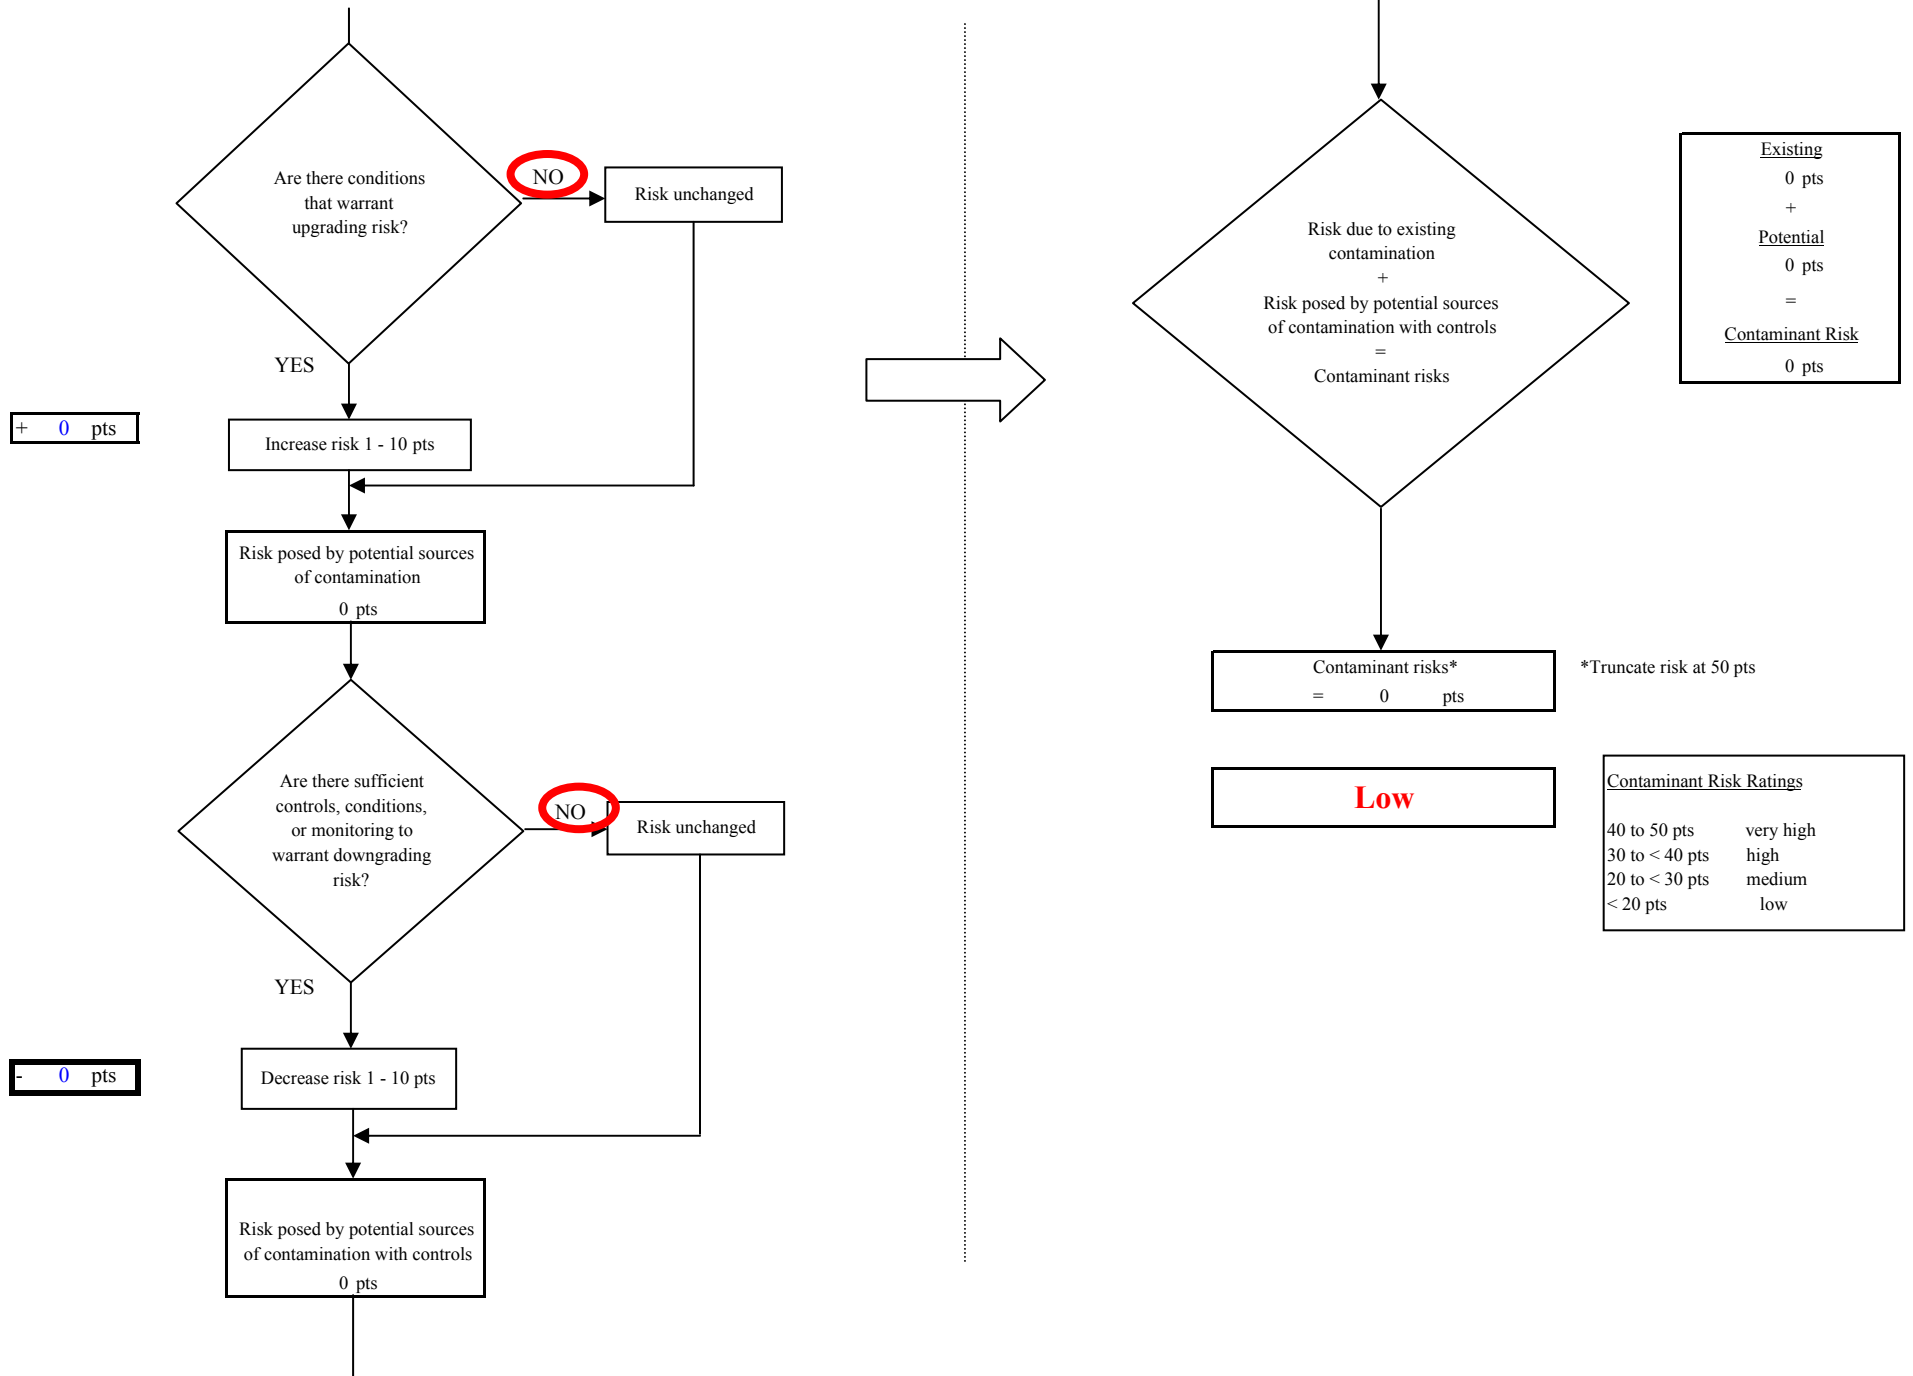 Are there conditions
that warrant
upgrading risk?
NO
Risk unchanged
YES
+ 0 pts
Increase risk 1 - 10 pts
Risk posed by potential sources
of contamination
0 pts
Are there sufficient
controls, conditions,
or monitoring to
warrant downgrading
risk?
NO
Risk unchanged
YES
- 0 pts
Decrease risk 1 - 10 pts
Risk posed by potential sources
of contamination with controls
0 pts
Risk due to existing
contamination
+
Risk posed by potential sources
of contamination with controls
=
Contaminant risks
Existing
0 pts
+
Potential
0 pts
=
Contaminant Risk
0 pts
Contaminant risks*
= 0 pts
*Truncate risk at 50 pts
Low
Contaminant Risk Ratings
40 to 50 pts very high
30 to < 40 pts high
20 to < 30 pts medium
< 20 pts low